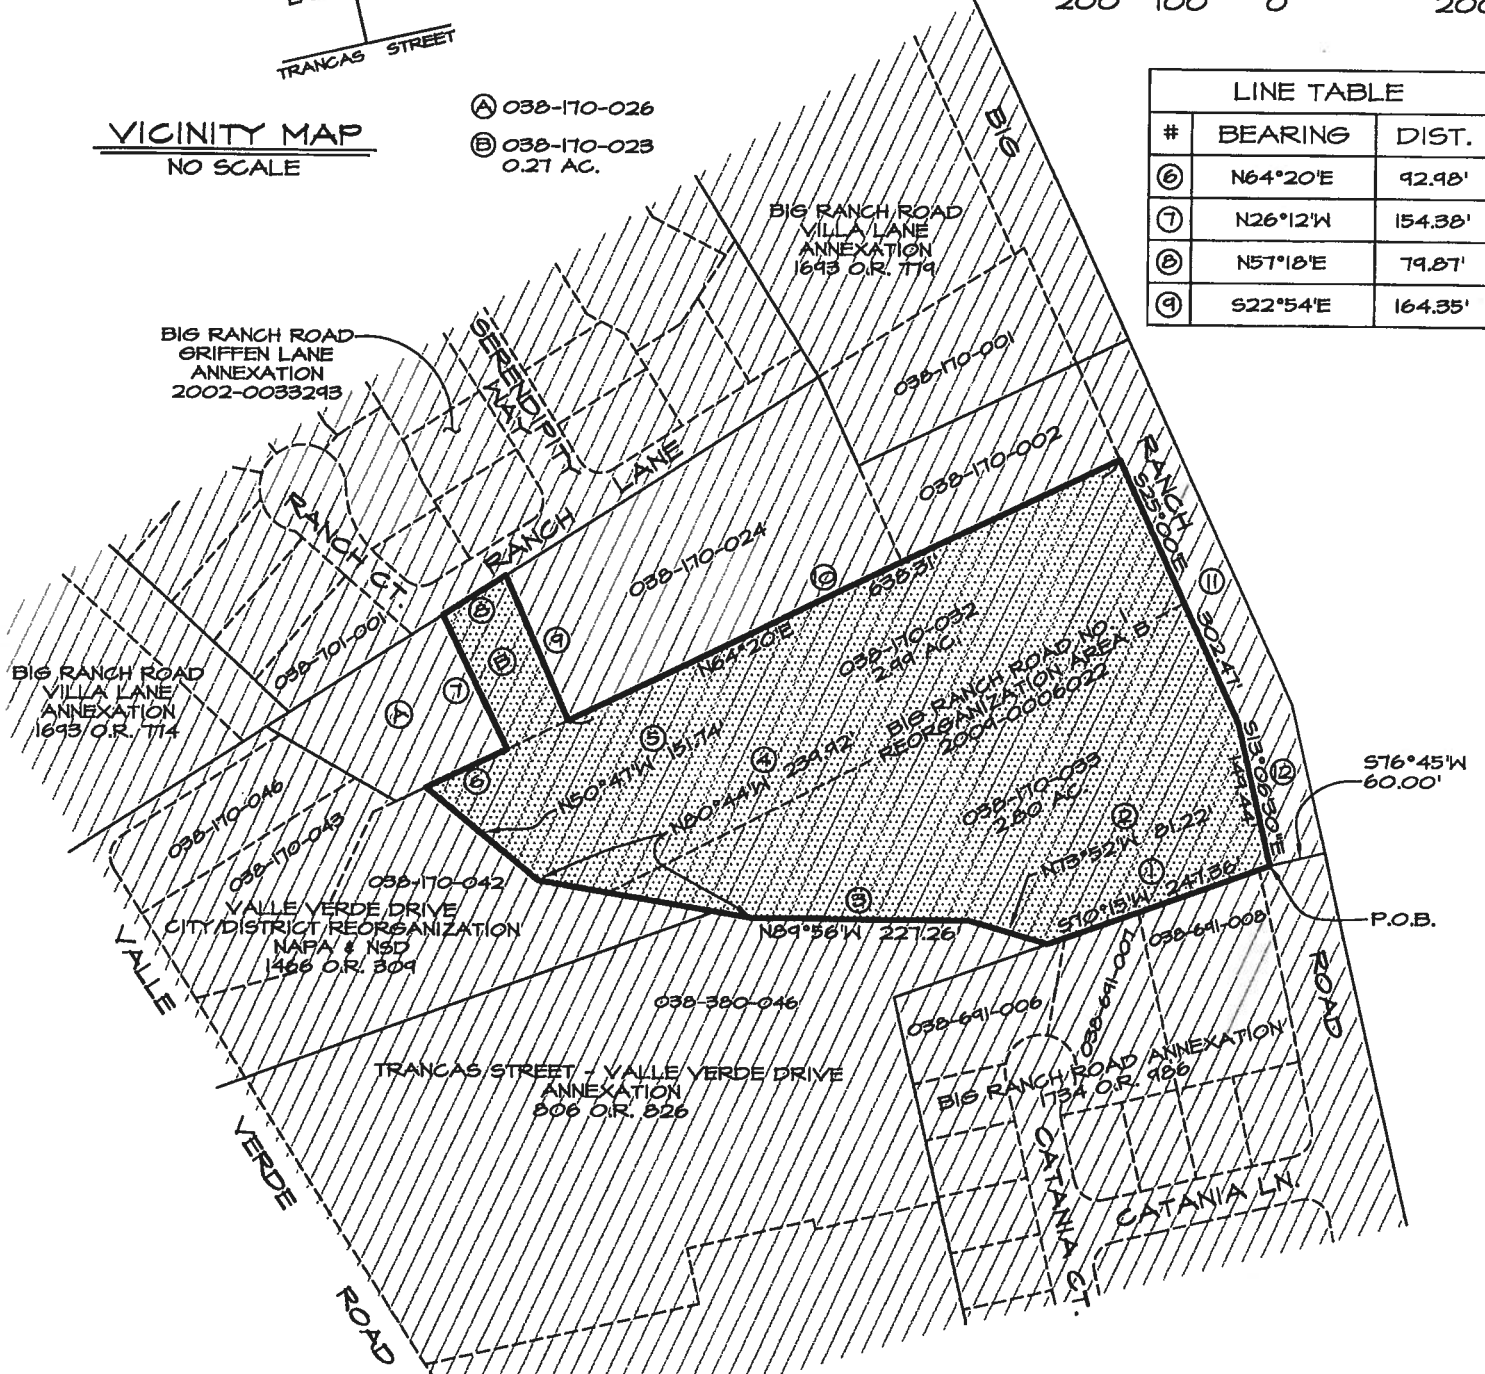 200 100 0 200
TRANCAS STREET
VICINITY MAP
NO SCALE
Ⓐ 038-170-026
Ⓑ 038-170-023
0.27 AC.
LINE TABLE
# BEARING DIST.
⑥ N64°20'E 92.98'
⑦ N26°12'W 154.38'
⑧ N57°18'E 79.87'
⑨ S22°54'E 164.35'
BIG
BIG RANCH ROAD
VILLA LANE
ANNEXATION
1693 O.R. 779
BIG RANCH ROAD
GRIFFEN LANE
ANNEXATION
2002-0033293
SERENDIPITY
WAY
038-170-001
038-170-002
RANCH
S25°00'E
RANCH LANE
RANCH CT.
038-170-024
⑩
638.31'
N64°20'E
⑪
302.47'
038-701-001
⑧
⑨
Ⓑ
⑦
Ⓐ
⑥
BIG RANCH ROAD
VILLA LANE
ANNEXATION
1693 O.R. 774
038-170-032
2.99 AC.
BIG RANCH ROAD NO. 1
REORGANIZATION AREA B
2009-0006022
⑤
N50°47'W 151.74'
④
N80°44'W 239.92'
038-170-033
2.80 AC.
②
N73°52'W 81.22'
①
S70°15'W 247.36'
S13°06'30"E
149.44'
⑫
S76°45'W
60.00'
P.O.B.
038-170-046
038-170-043
038-170-042
VALLE VERDE DRIVE
CITY/DISTRICT REORGANIZATION
NAPA & NSD
1466 O.R. 309
③
N89°56'W 227.26'
038-691-008
038-691-007
038-691-006
038-380-046
TRANCAS STREET - VALLE VERDE DRIVE
ANNEXATION
806 O.R. 826
BIG RANCH ROAD ANNEXATION
1734 O.R. 986
ROAD
VALLE
VERDE
ROAD
CATANIA CT.
CATANIA LN.